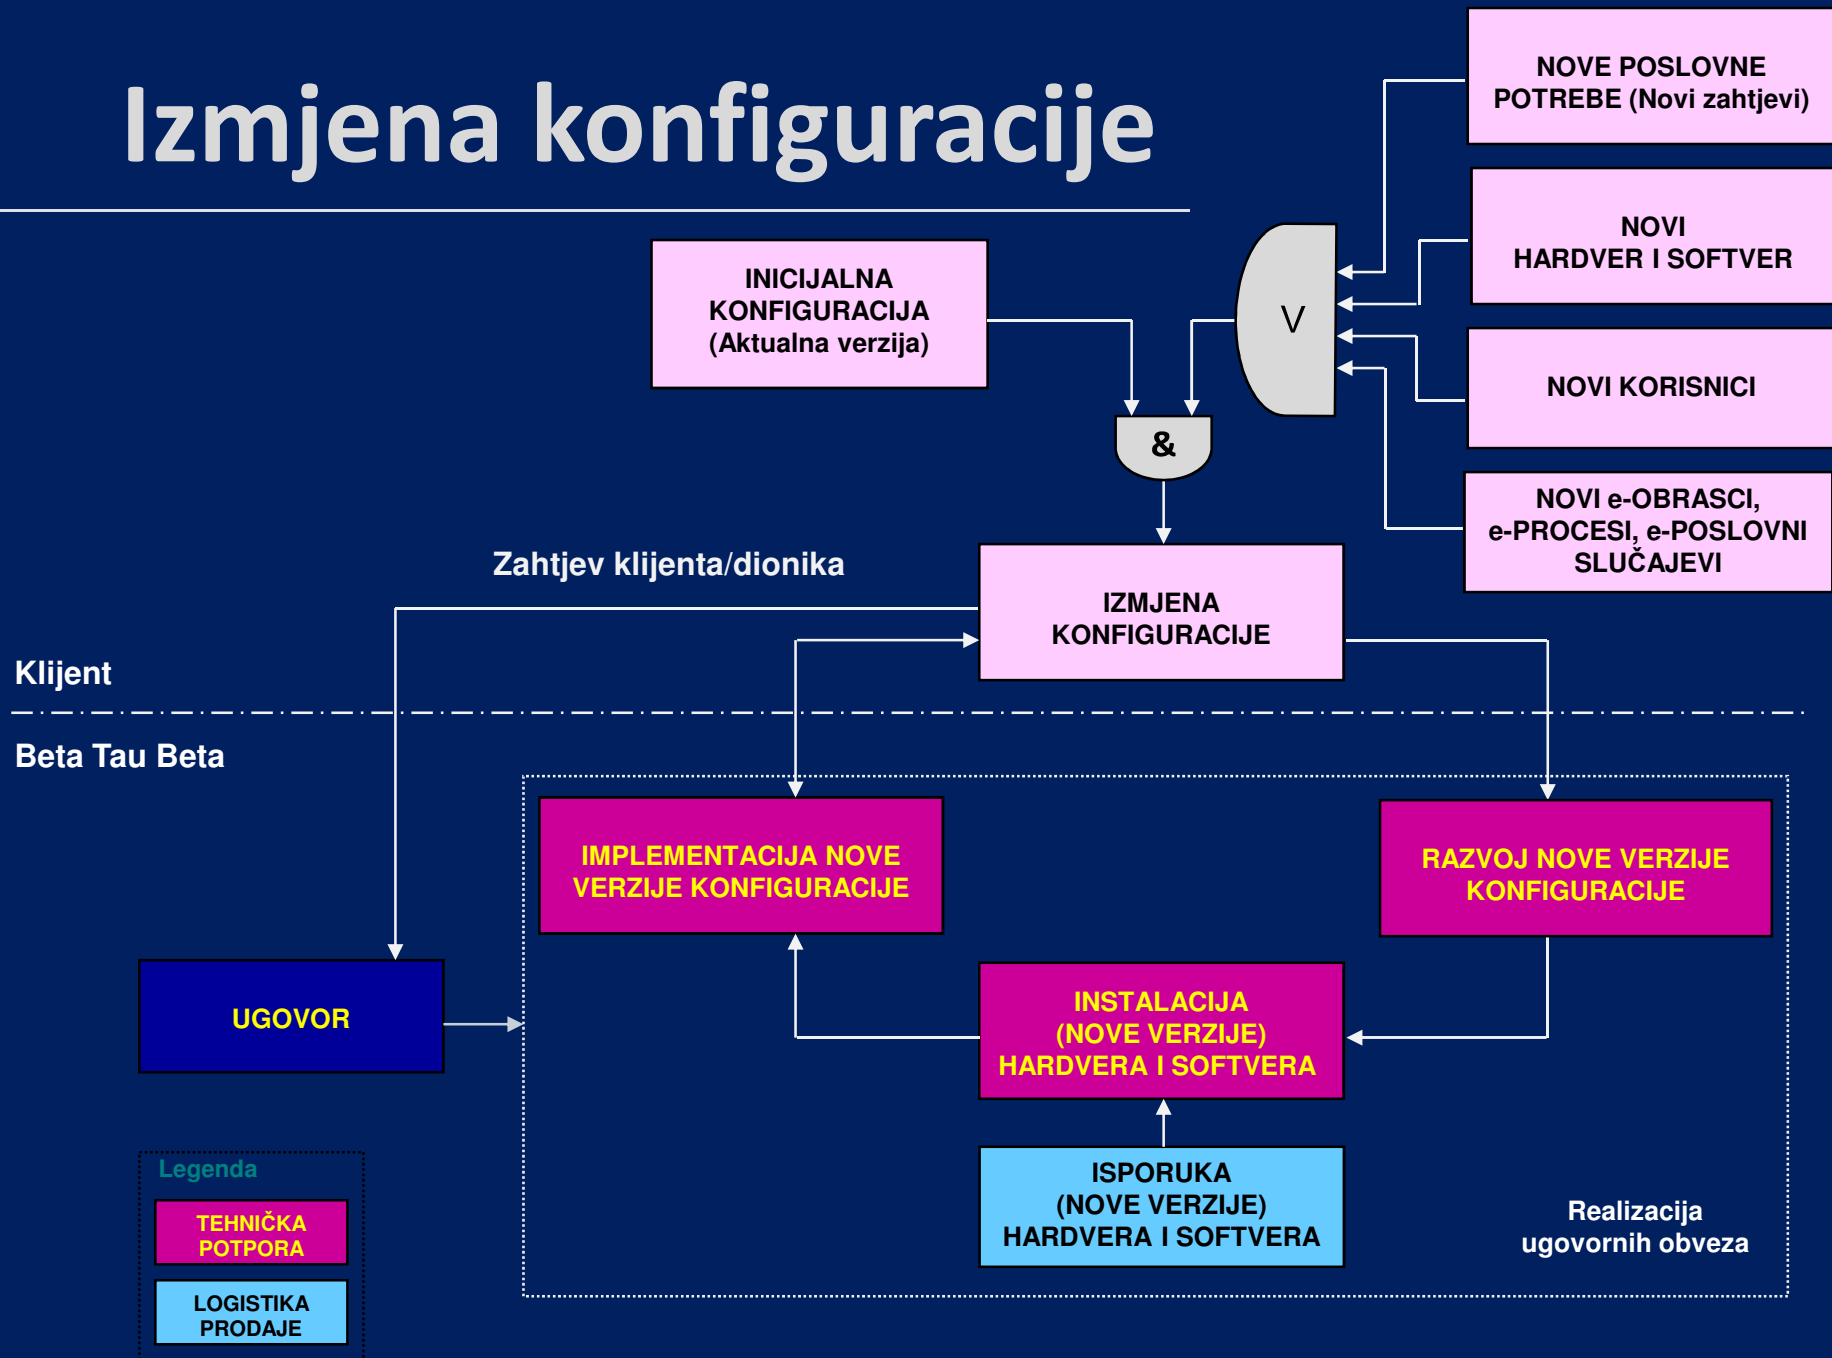 Izmjena konfiguracije
NOVE POSLOVNE
POTREBE (Novi zahtjevi)
NOVI
HARDVER I SOFTVER
INICIJALNA
KONFIGURACIJA
(Aktualna verzija)
V
NOVI KORISNICI
&
NOVI e-OBRASCI,
e-PROCESI, e-POSLOVNI
SLUČAJEVI
Zahtjev klijenta/dionika
IZMJENA
KONFIGURACIJE
Klijent
Beta Tau Beta
IMPLEMENTACIJA NOVE
VERZIJE KONFIGURACIJE
RAZVOJ NOVE VERZIJE
KONFIGURACIJE
UGOVOR
INSTALACIJA
(NOVE VERZIJE)
HARDVERA I SOFTVERA
ISPORUKA
(NOVE VERZIJE)
HARDVERA I SOFTVERA
Realizacija
ugovornih obveza
Legenda
TEHNIČKA
POTPORA
LOGISTIKA
PRODAJE